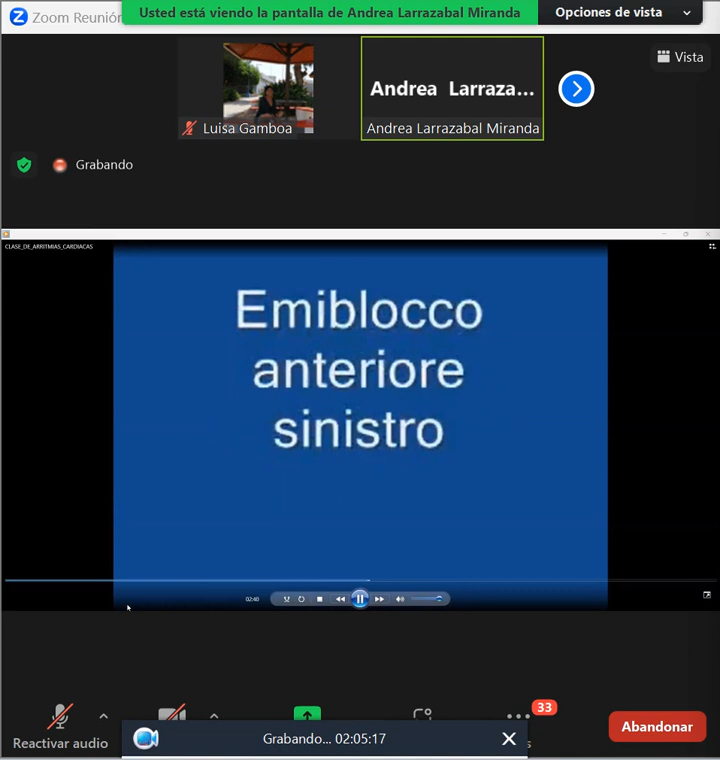 Zoom Reunión
Usted está viendo la pantalla de Andrea Larrazabal Miranda
Opciones de vista
Andrea Larraza...
Vista
Luisa Gamboa
Andrea Larrazabal Miranda
Grabando
CLASE_DE_ARRITMIAS_CARDIACAS
Emiblocco
anteriore
sinistro
02:40
33
Abandonar
Reactivar audio
Grabando... 02:05:17
s